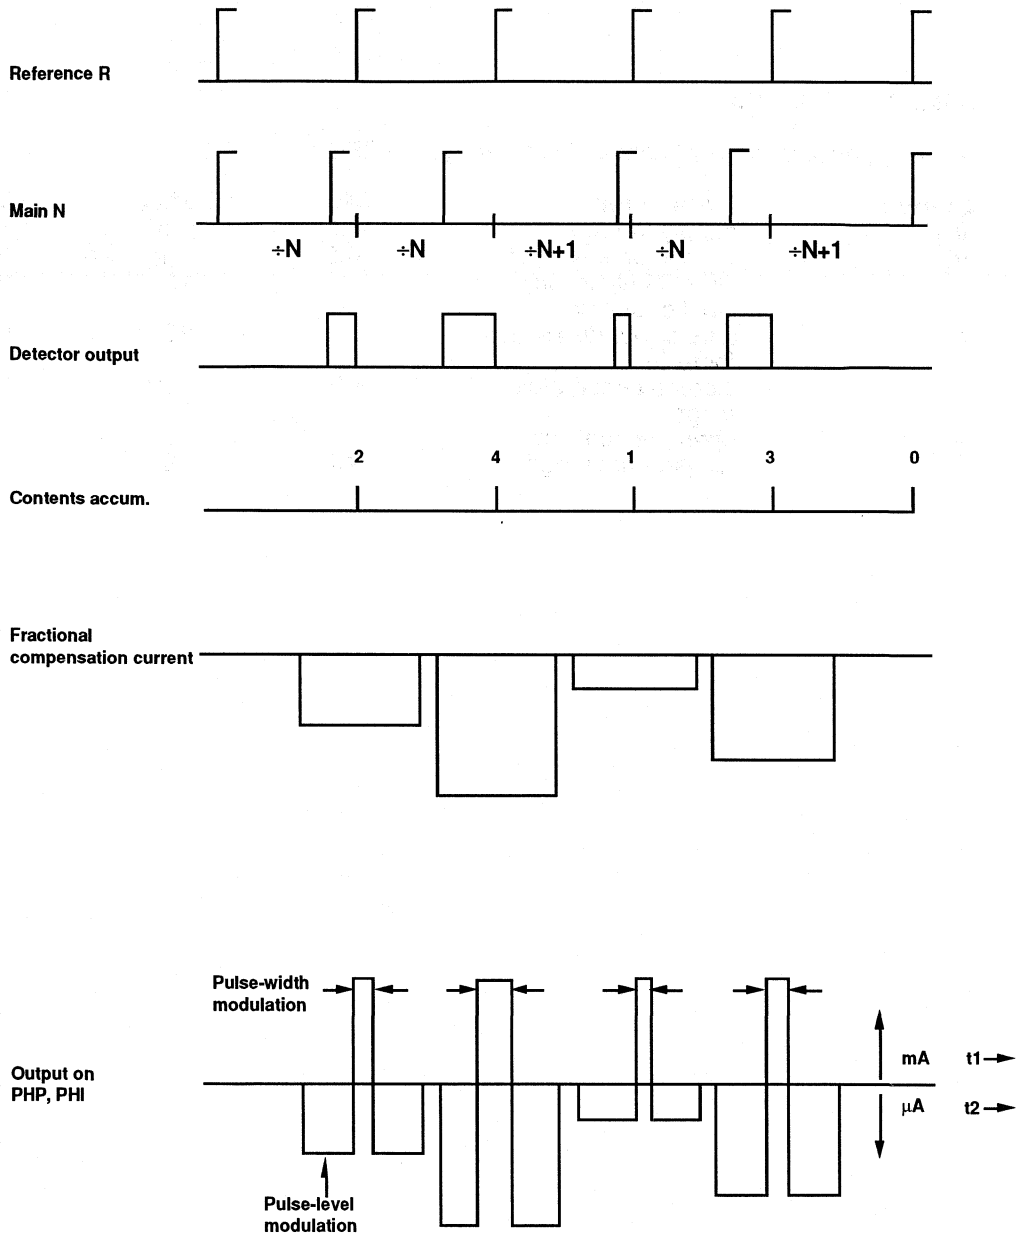 Reference R
Main N
÷N ÷N ÷N+1 ÷N ÷N+1
Detector output
2 4 1 3 0
Contents accum.
Fractional
compensation current
Pulse-width
modulation
Output on
PHP, PHI
mA t1
µA t2
Pulse-level
modulation